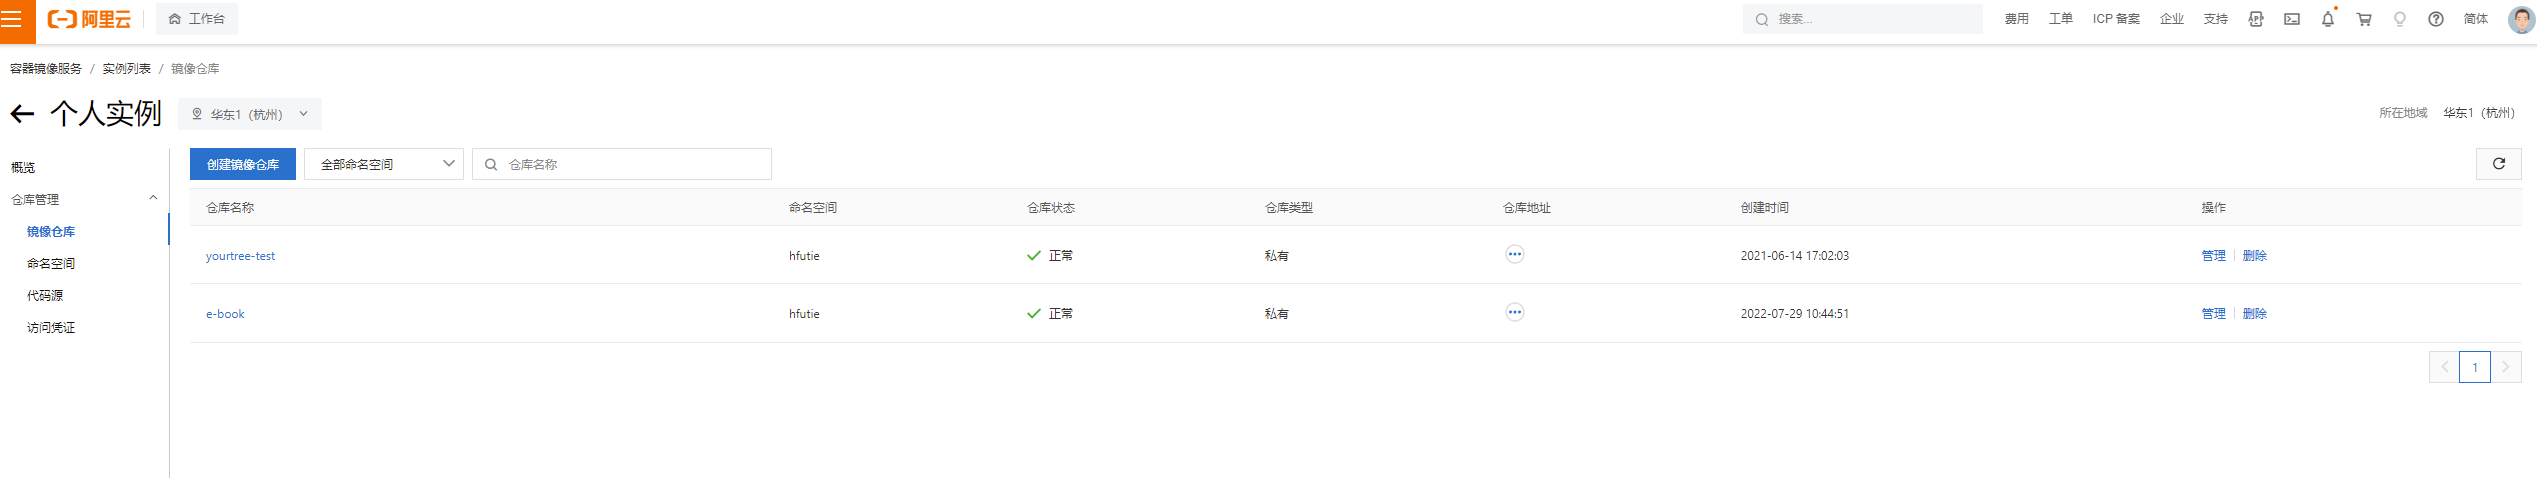 阿里云 工作台 搜索... 费用 工单 ICP 备案 企业 支持 简体
容器镜像服务 / 实例列表 / 镜像仓库
个人实例 华东1（杭州） 所在地域 华东1（杭州）
概览
仓库管理
镜像仓库
命名空间
代码源
访问凭证
创建镜像仓库 全部命名空间 仓库名称
仓库名称 命名空间 仓库状态 仓库类型 仓库地址 创建时间 操作
yourtree-test hfutie 正常 私有 2021-06-14 17:02:03 管理 删除
e-book hfutie 正常 私有 2022-07-29 10:44:51 管理 删除
1